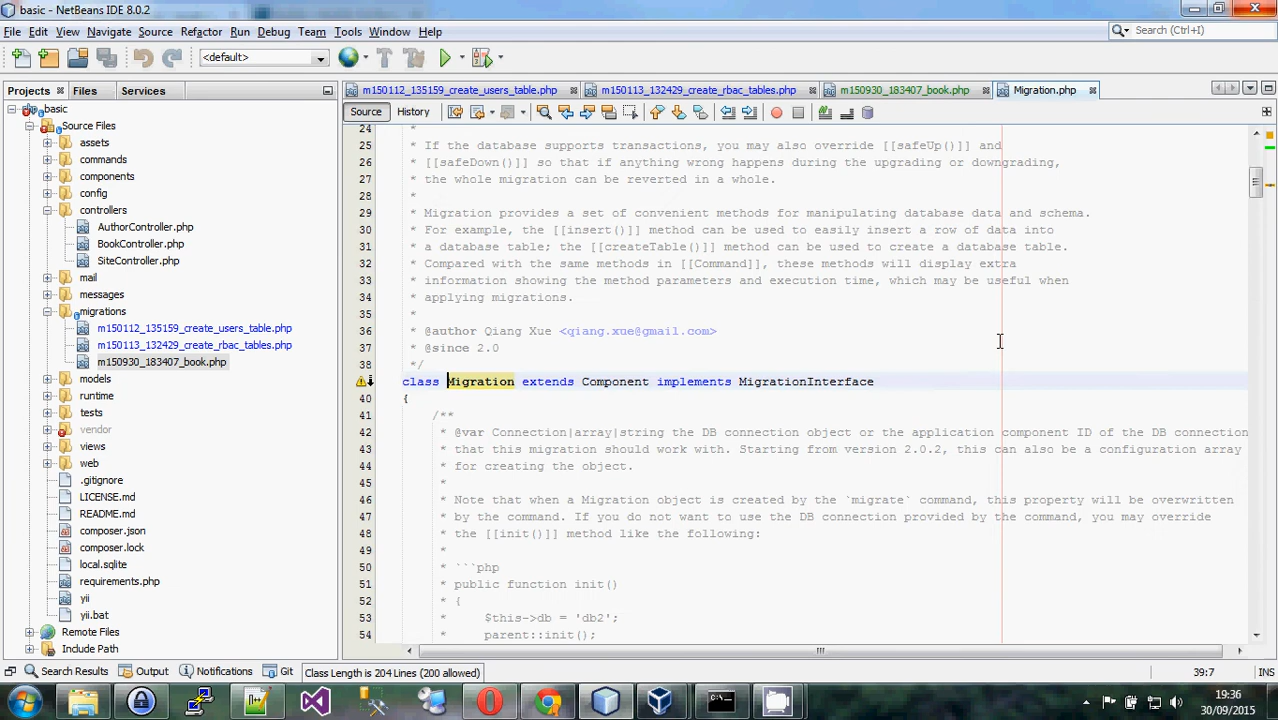 basic - NetBeans IDE 8.0.2
File Edit View Navigate Source Refactor Run Debug Team Tools Window Help
Search (Ctrl+I)
<default>
Projects Files Services
m150112_135159_create_users_table.php m150113_132429_create_rbac_tables.php m150930_183407_book.php Migration.php
Source History
basic
Source Files
assets
commands
components
config
controllers
AuthorController.php
BookController.php
SiteController.php
mail
messages
migrations
m150112_135159_create_users_table.php
m150113_132429_create_rbac_tables.php
m150930_183407_book.php
models
runtime
tests
vendor
views
web
.gitignore
LICENSE.md
README.md
composer.json
composer.lock
local.sqlite
requirements.php
yii
yii.bat
Remote Files
Include Path
24 *
25 * If the database supports transactions, you may also override [[safeUp()]] and
26 * [[safeDown()]] so that if anything wrong happens during the upgrading or downgrading,
27 * the whole migration can be reverted in a whole.
28 *
29 * Migration provides a set of convenient methods for manipulating database data and schema.
30 * For example, the [[insert()]] method can be used to easily insert a row of data into
31 * a database table; the [[createTable()]] method can be used to create a database table.
32 * Compared with the same methods in [[Command]], these methods will display extra
33 * information showing the method parameters and execution time, which may be useful when
34 * applying migrations.
35 *
36 * @author Qiang Xue <qiang.xue@gmail.com>
37 * @since 2.0
38 */
class Migration extends Component implements MigrationInterface
40 {
41 /**
42 * @var Connection|array|string the DB connection object or the application component ID of the DB connection
43 * that this migration should work with. Starting from version 2.0.2, this can also be a configuration array
44 * for creating the object.
45 *
46 * Note that when a Migration object is created by the `migrate` command, this property will be overwritten
47 * by the command. If you do not want to use the DB connection provided by the command, you may override
48 * the [[init()]] method like the following:
49 *
50 * ```php
51 * public function init()
52 * {
53 * $this->db = 'db2';
54 * parent::init();
Search Results Output Notifications Git Class Length is 204 Lines (200 allowed) 39:7 INS
19:36
30/09/2015